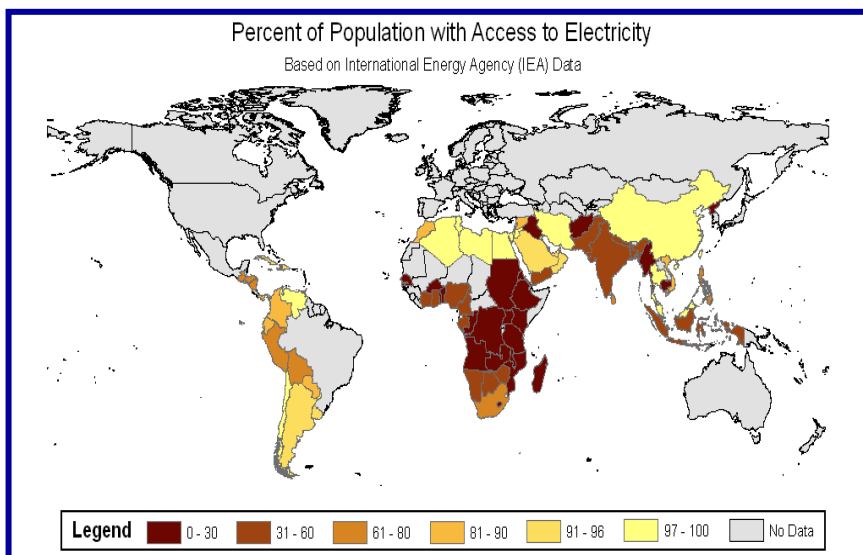 Percent of Population with Access to Electricity
Based on International Energy Agency (IEA) Data
Legend 0 - 30 31 - 60 61 - 80 81 - 90 91 - 96 97 - 100 No Data